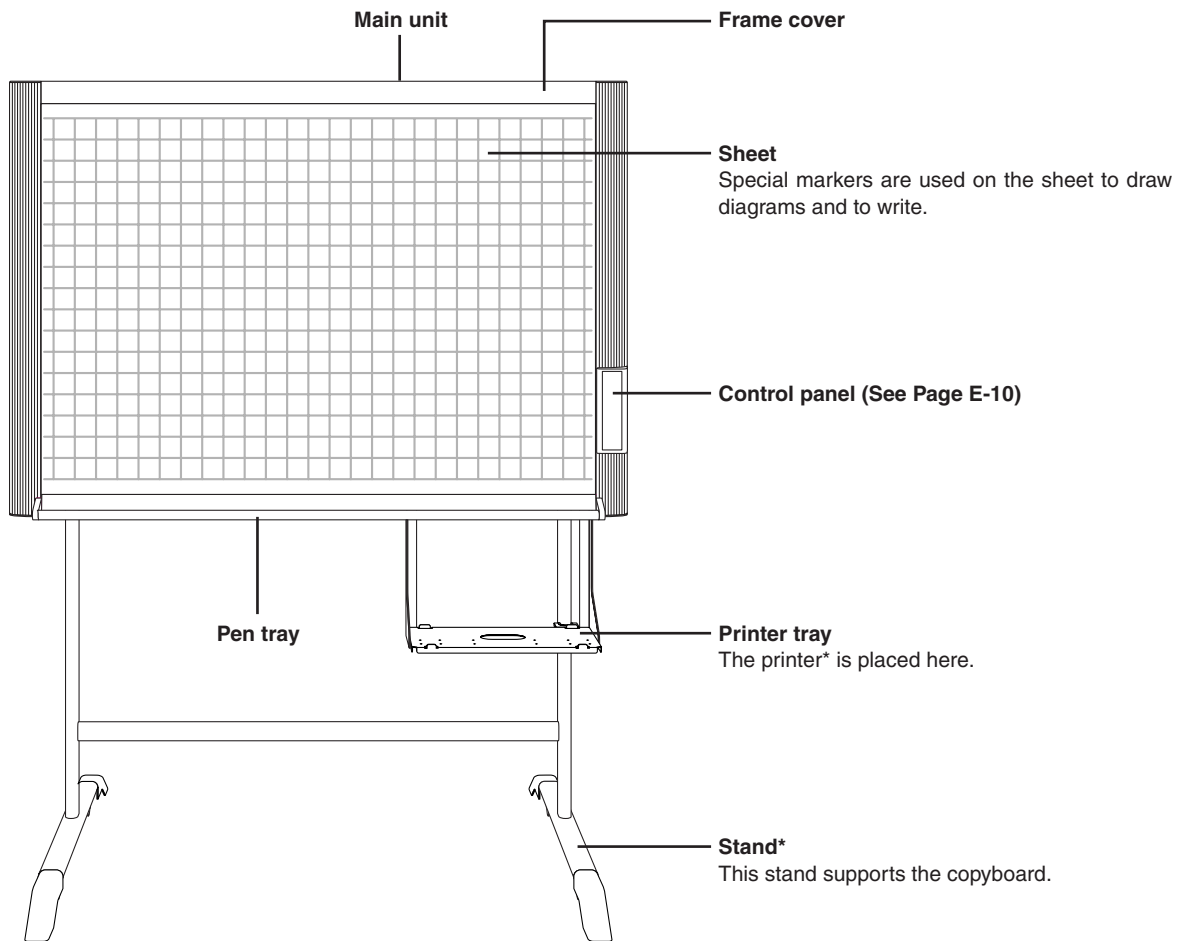 Main unit
Frame cover
Sheet
Special markers are used on the sheet to draw
diagrams and to write.
Control panel (See Page E-10)
Pen tray
Printer tray
The printer* is placed here.
Stand*
This stand supports the copyboard.